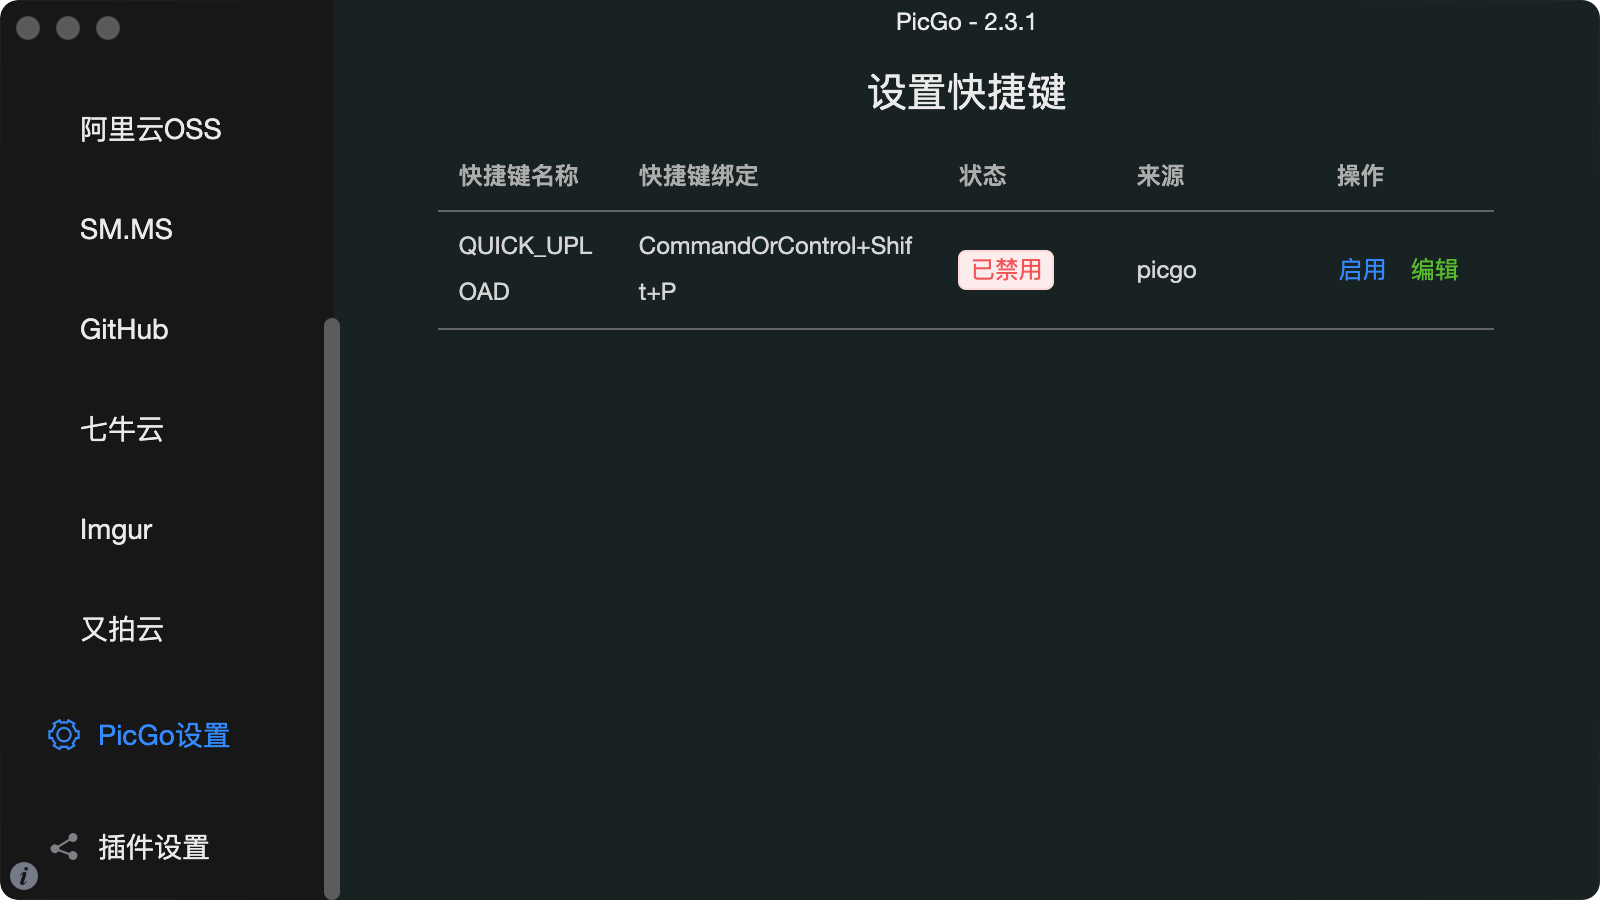 PicGo - 2.3.1
设置快捷键
阿里云OSS
SM.MS
GitHub
七牛云
Imgur
又拍云
PicGo设置
插件设置
快捷键名称 快捷键绑定 状态 来源 操作
QUICK_UPL
OAD
CommandOrControl+Shif
t+P
已禁用
picgo
启用 编辑